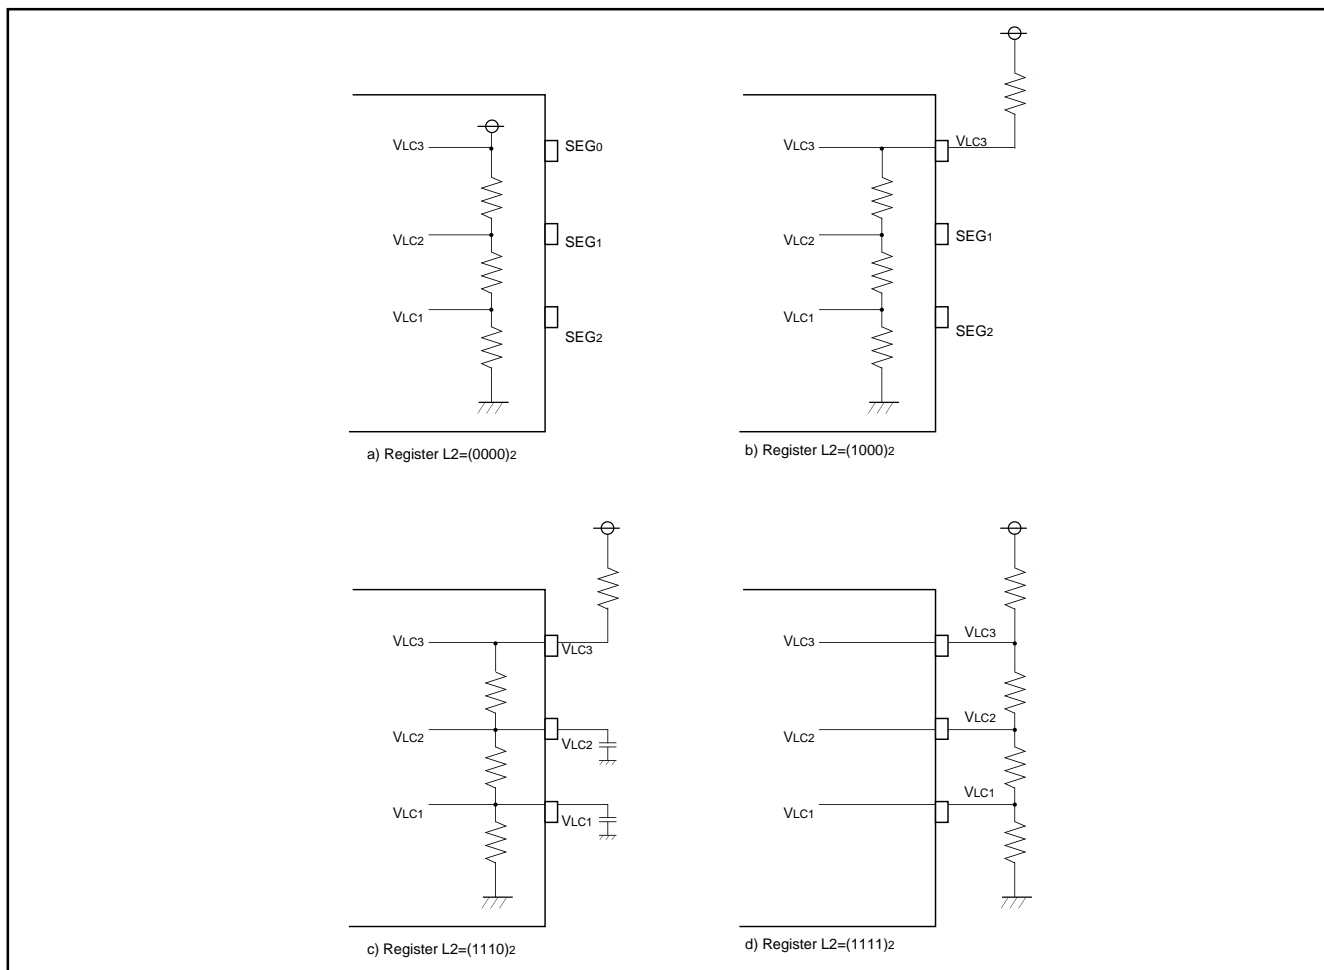 VLC3
SEG0
VLC2
SEG1
VLC1
SEG2
a) Register L2=(0000)2
VLC3
VLC3
VLC2
SEG1
VLC1
SEG2
b) Register L2=(1000)2
VLC3
VLC3
VLC2
VLC2
VLC1
VLC1
c) Register L2=(1110)2
VLC3
VLC3
VLC2
VLC2
VLC1
VLC1
d) Register L2=(1111)2